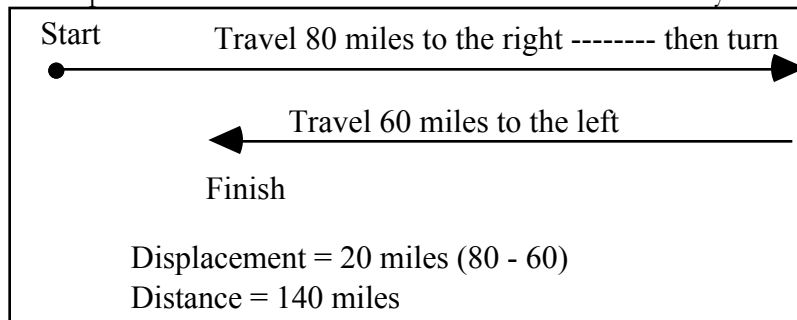 Start
Travel 80 miles to the right -------- then turn
Travel 60 miles to the left
Finish
Displacement = 20 miles (80 - 60)
Distance = 140 miles